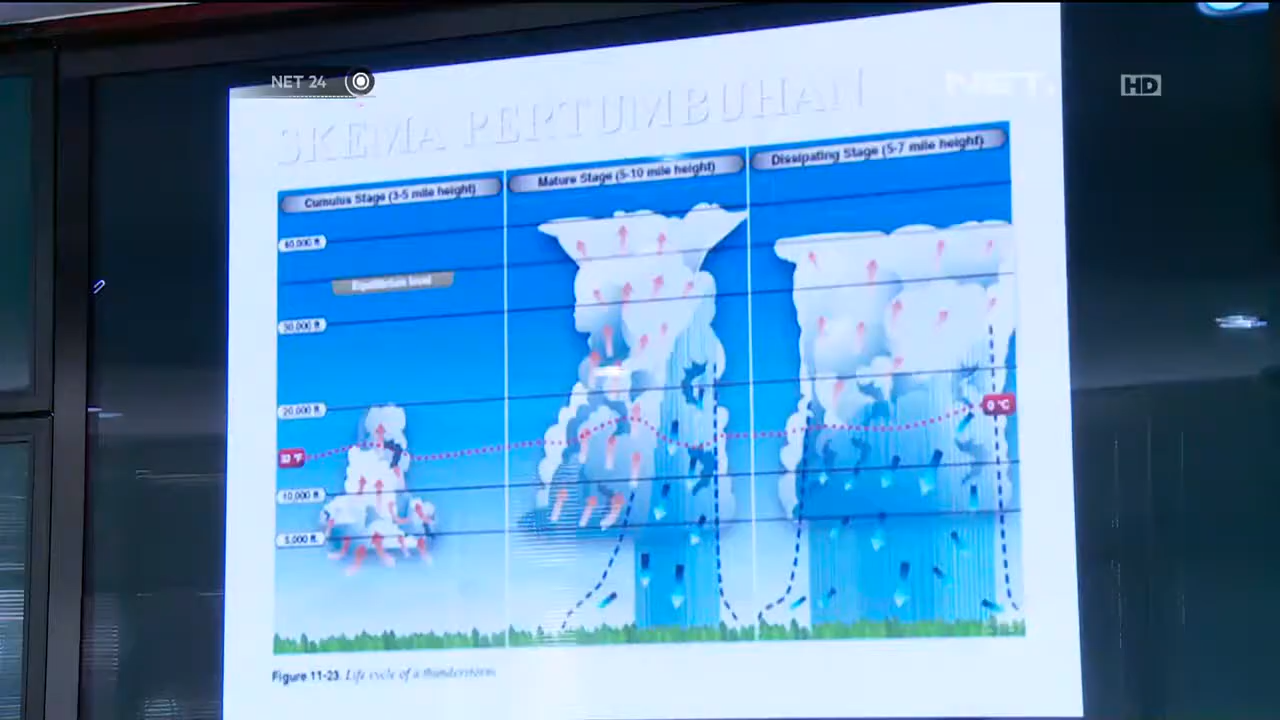 NET 24
NET.
HD
SKEMA PERTUMBUHAN
Cumulus Stage (3-5 mile height)
Mature Stage (5-10 mile height)
Dissipating Stage (5-7 mile height)
40,000 ft.
Equilibrium level
30,000 ft.
20,000 ft.
0 °C
32 °F
10,000 ft.
5,000 ft.
Figure 11-23. Life cycle of a thunderstorm.